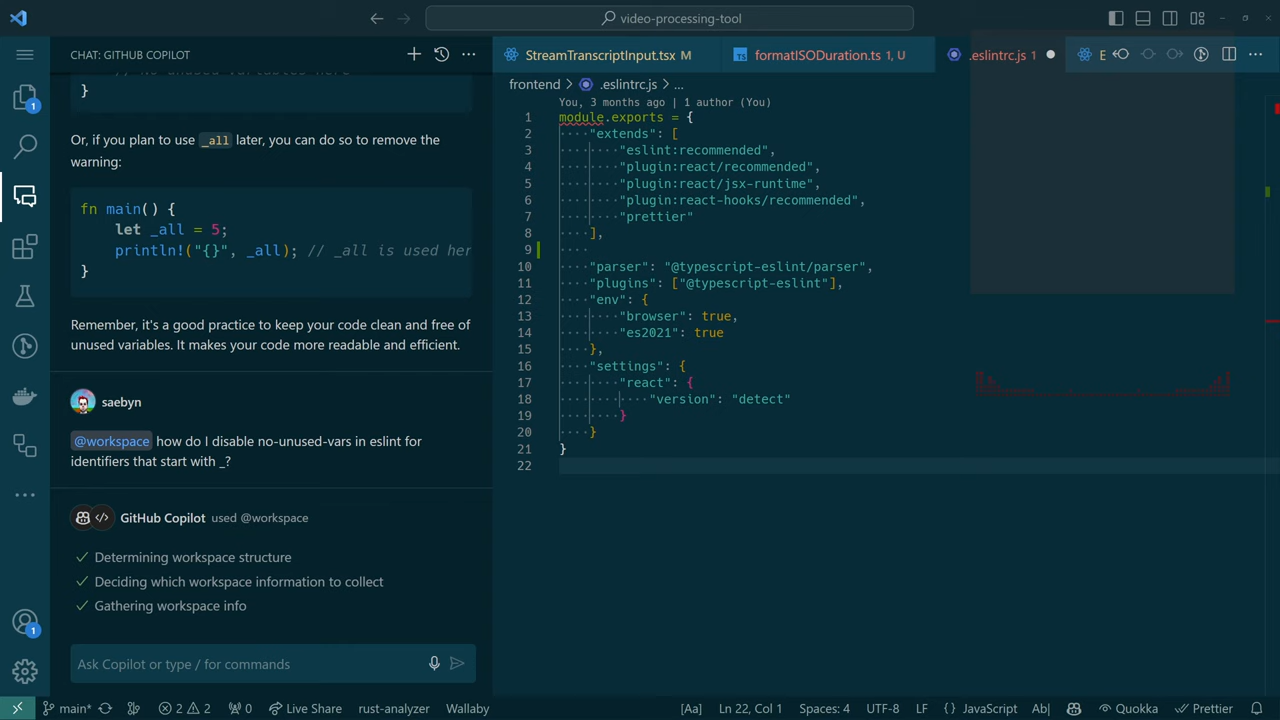 video-processing-tool
CHAT: GITHUB COPILOT
StreamTranscriptInput.tsx M
formatISODuration.ts 1, U
.eslintrc.js 1
E
}
Or, if you plan to use _all later, you can do so to remove the
warning:
fn main() {
let _all = 5;
println!("{}", _all); // _all is used her
}
Remember, it's a good practice to keep your code clean and free of
unused variables. It makes your code more readable and efficient.
saebyn
@workspace how do I disable no-unused-vars in eslint for
identifiers that start with _?
GitHub Copilot used @workspace
Determining workspace structure
Deciding which workspace information to collect
Gathering workspace info
Ask Copilot or type / for commands
frontend > .eslintrc.js > ...
You, 3 months ago | 1 author (You)
1 module.exports = {
2 "extends": [
3 "eslint:recommended",
4 "plugin:react/recommended",
5 "plugin:react/jsx-runtime",
6 "plugin:react-hooks/recommended",
7 "prettier"
8 ],
9
10 "parser": "@typescript-eslint/parser",
11 "plugins": ["@typescript-eslint"],
12 "env": {
13 "browser": true,
14 "es2021": true
15 },
16 "settings": {
17 "react": {
18 "version": "detect"
19 }
20 }
21 }
22
1
1
main* 2 2 0 Live Share rust-analyzer Wallaby [Aa] Ln 22, Col 1 Spaces: 4 UTF-8 LF {} JavaScript Ab| Quokka Prettier